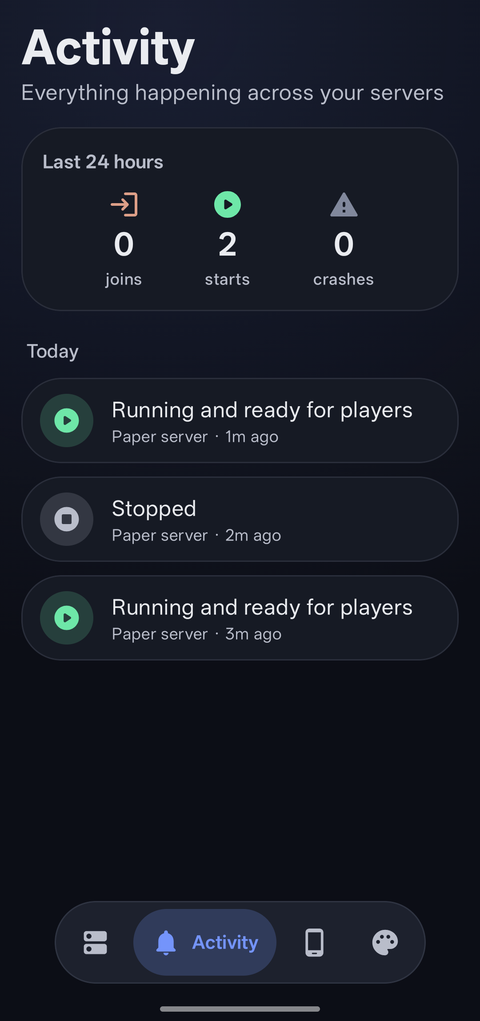 Activity
Everything happening across your servers
Last 24 hours
0
2
0
joins
starts
crashes
Today
Running and ready for players
Paper server · 1m ago
Stopped
Paper server · 2m ago
Running and ready for players
Paper server · 3m ago
Activity